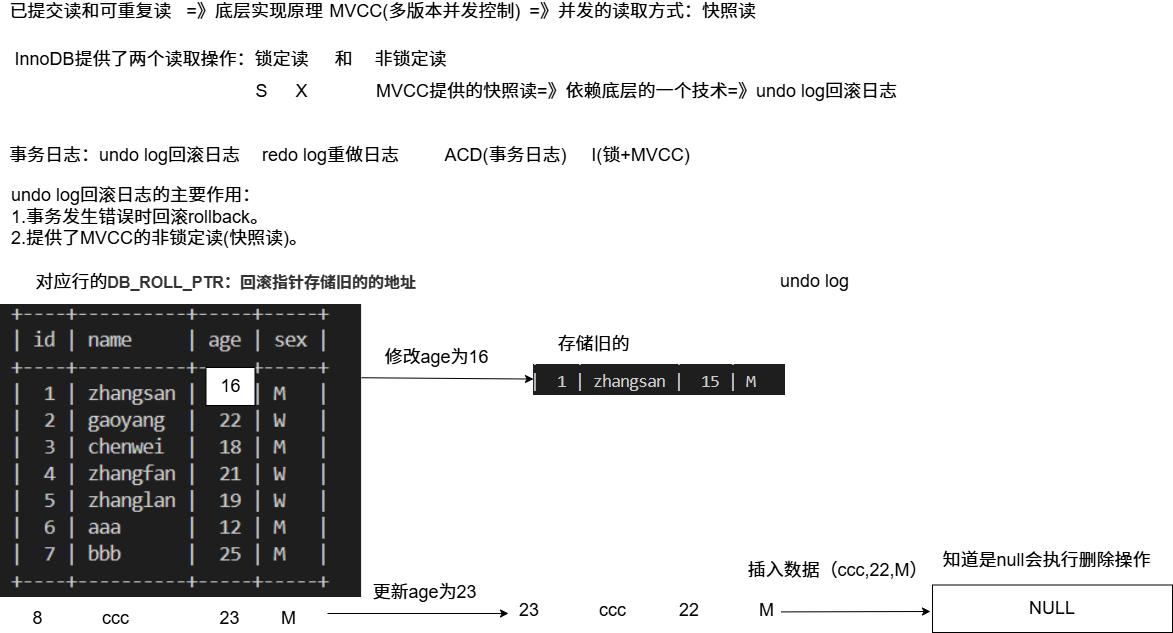 已提交读和可重复读 =》底层实现原理 MVCC(多版本并发控制) =》并发的读取方式：快照读
InnoDB提供了两个读取操作：锁定读 和 非锁定读
S X MVCC提供的快照读=》依赖底层的一个技术=》undo log回滚日志
事务日志：undo log回滚日志 redo log重做日志 ACD(事务日志) I(锁+MVCC)
undo log回滚日志的主要作用：
1.事务发生错误时回滚rollback。
2.提供了MVCC的非锁定读(快照读)。
对应行的DB_ROLL_PTR：回滚指针存储旧的的地址 undo log
+----+----------+-----+-----+
| id | name | age | sex |
+----+----------+-----+-----+
| 1 | zhangsan | 16 | M |
| 2 | gaoyang | 22 | W |
| 3 | chenwei | 18 | M |
| 4 | zhangfan | 21 | W |
| 5 | zhanglan | 19 | W |
| 6 | aaa | 12 | M |
| 7 | bbb | 25 | M |
+----+----------+-----+-----+
修改age为16
存储旧的
| 1 | zhangsan | 15 | M
8 ccc 23 M
更新age为23
23 ccc 22 M
插入数据（ccc,22,M）
知道是null会执行删除操作
NULL